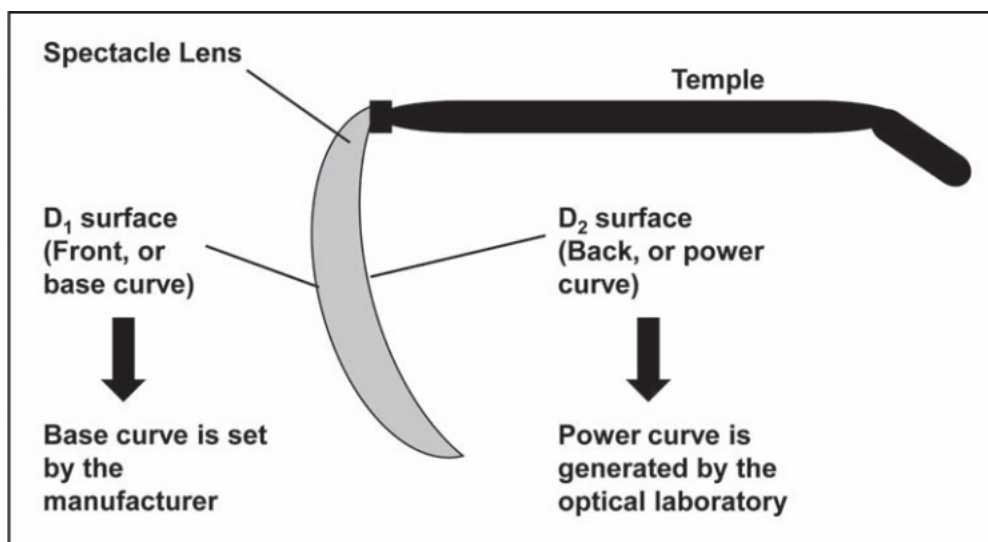 Spectacle Lens
Temple
D₁ surface
(Front, or
base curve)
D₂ surface
(Back, or power
curve)
Base curve is set
by the
manufacturer
Power curve is
generated by the
optical laboratory